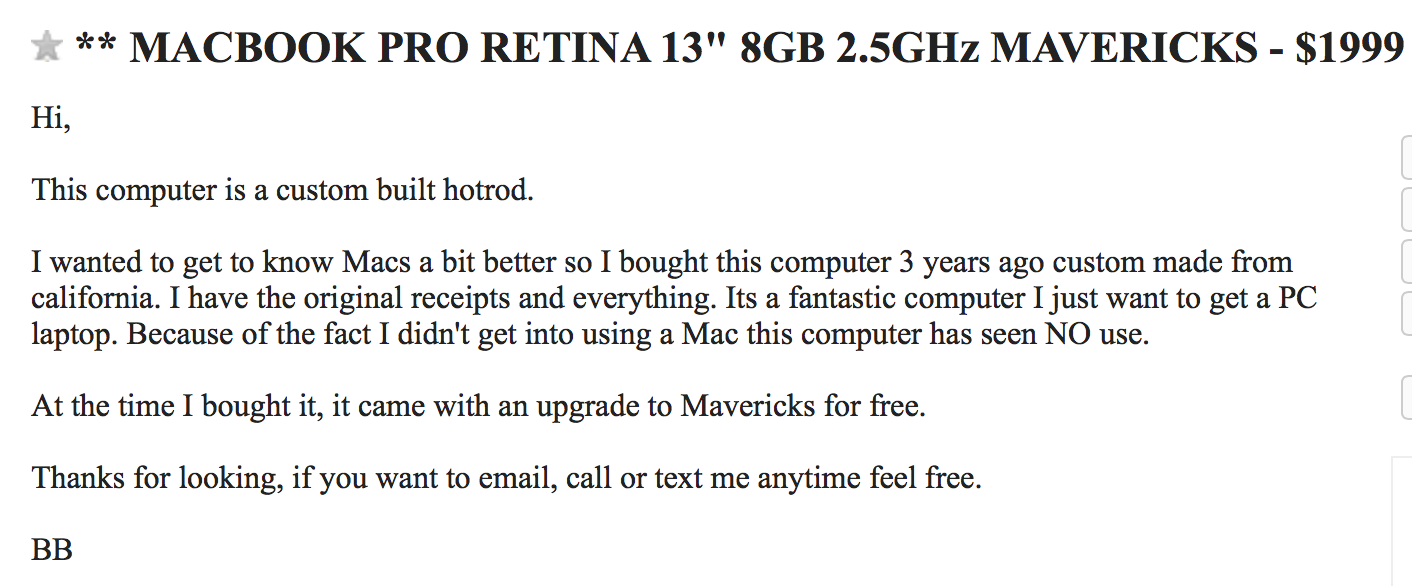 ** MACBOOK PRO RETINA 13" 8GB 2.5GHz MAVERICKS - $1999
Hi,
This computer is a custom built hotrod.
I wanted to get to know Macs a bit better so I bought this computer 3 years ago custom made from
california. I have the original receipts and everything. Its a fantastic computer I just want to get a PC
laptop. Because of the fact I didn't get into using a Mac this computer has seen NO use.
At the time I bought it, it came with an upgrade to Mavericks for free.
Thanks for looking, if you want to email, call or text me anytime feel free.
BB